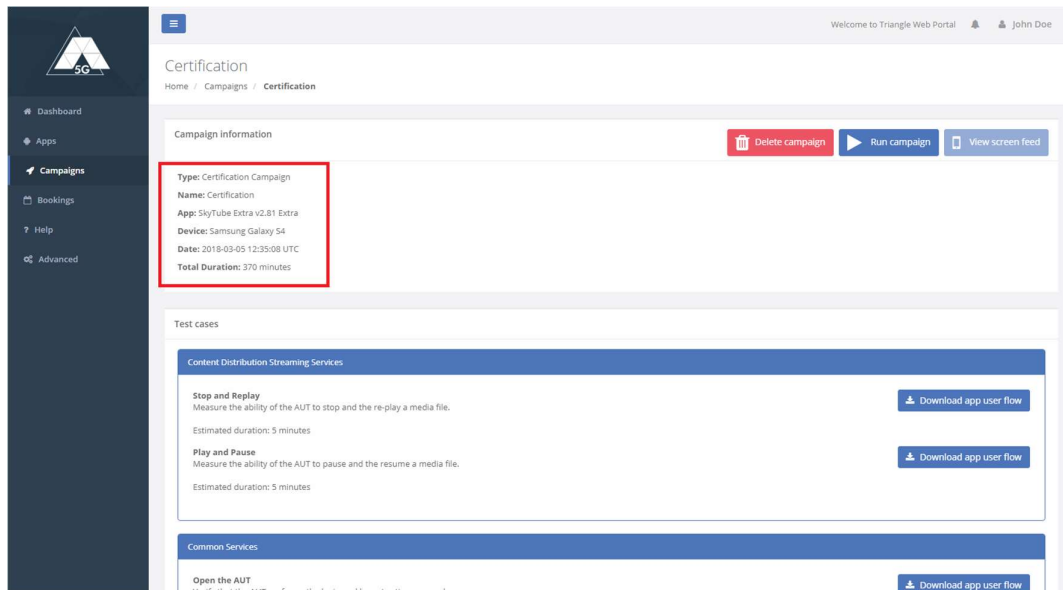 5G
Welcome to Triangle Web Portal
John Doe
Certification
Home / Campaigns / Certification
Dashboard
Apps
Campaigns
Bookings
? Help
Advanced
Campaign information
Delete campaign
Run campaign
View screen feed
Type: Certification Campaign
Name: Certification
App: SkyTube Extra v2.81 Extra
Device: Samsung Galaxy S4
Date: 2018-03-05 12:35:08 UTC
Total Duration: 370 minutes
Test cases
Content Distribution Streaming Services
Stop and Replay
Measure the ability of the AUT to stop and the re-play a media file.
Download app user flow
Estimated duration: 5 minutes
Play and Pause
Measure the ability of the AUT to pause and the resume a media file.
Download app user flow
Estimated duration: 5 minutes
Common Services
Open the AUT
Download app user flow